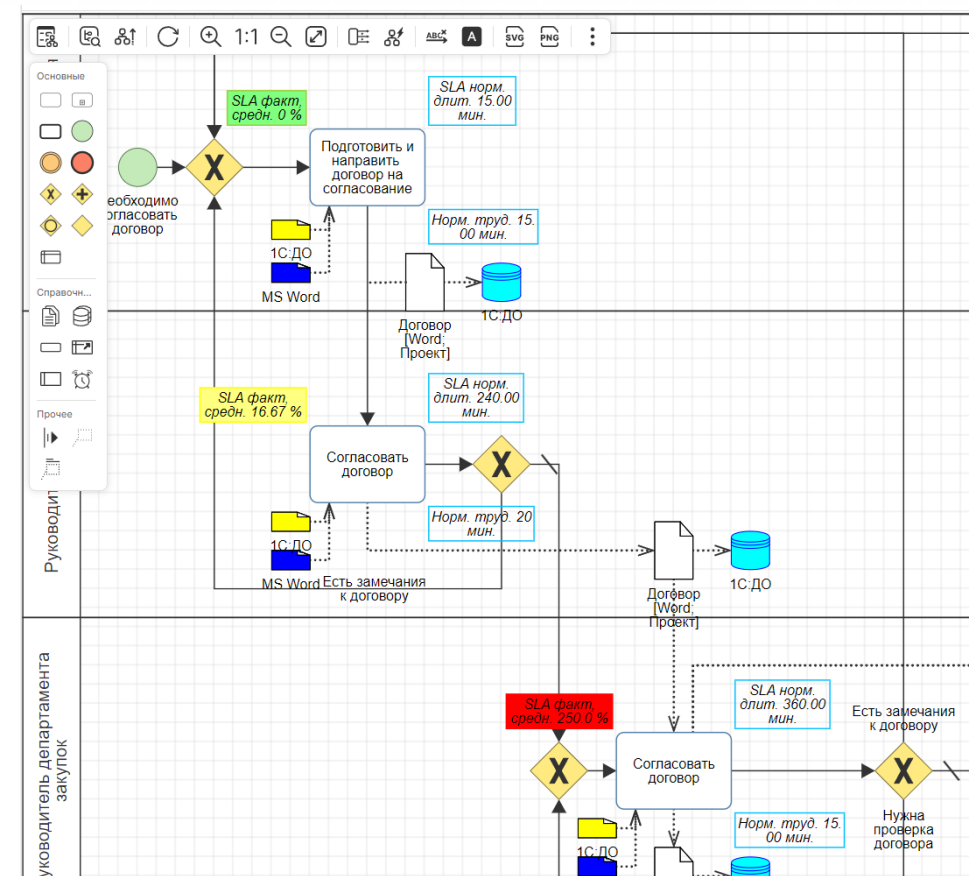 1:1
ABC
A
SVG
PNG
Основные
Справочн...
Прочее
SLA факт,
средн. 0 %
SLA норм.
длит. 15.00
мин.
Подготовить и
направить
договор на
согласование
еобходимо
огласовать
договор
Норм. труд. 15.
00 мин.
1С:ДО
MS Word
1С:ДО
Договор
[Word;
Проект]
SLA факт,
средн. 16.67 %
SLA норм.
длит. 240.00
мин.
Согласовать
договор
Норм. труд. 20
мин.
1С:ДО
MS Word
Есть замечания
к договору
1С:ДО
Договор
[Word;
Проект]
Руководит
SLA факт,
средн. 250.0 %
SLA норм.
длит. 360.00
мин.
Есть замечания
к договору
Согласовать
договор
Нужна
проверка
договора
Норм. труд. 15.
00 мин.
1С:ДО
уководитель департамента
закупок